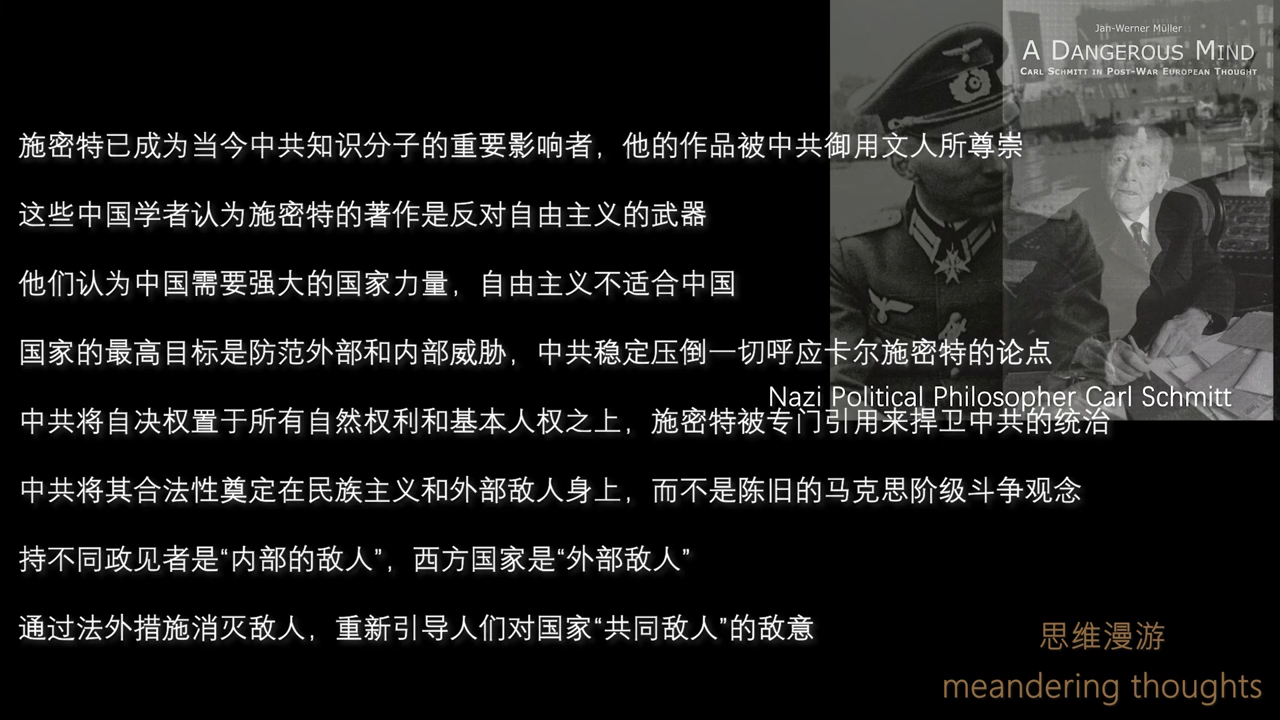 Jan-Werner Müller
A DANGEROUS MIND
CARL SCHMITT IN POST-WAR EUROPEAN THOUGHT
施密特已成为当今中共知识分子的重要影响者，他的作品被中共御用文人所尊崇
这些中国学者认为施密特的著作是反对自由主义的武器
他们认为中国需要强大的国家力量，自由主义不适合中国
国家的最高目标是防范外部和内部威胁，中共稳定压倒一切呼应卡尔施密特的论点
Nazi Political Philosopher Carl Schmitt
中共将自决权置于所有自然权利和基本人权之上，施密特被专门引用来捍卫中共的统治
中共将其合法性奠定在民族主义和外部敌人身上，而不是陈旧的马克思阶级斗争观念
持不同政见者是“内部的敌人”，西方国家是“外部敌人”
通过法外措施消灭敌人，重新引导人们对国家“共同敌人”的敌意
思维漫游
meandering thoughts